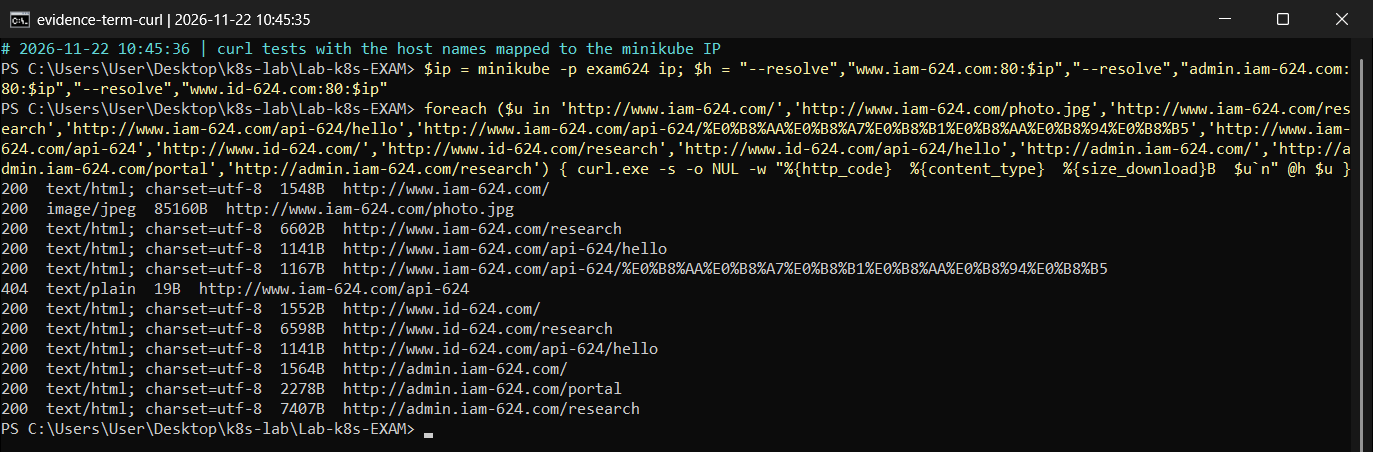 evidence-term-curl | 2026-11-22 10:45:35
# 2026-11-22 10:45:36 | curl tests with the host names mapped to the minikube IP
PS C:\Users\User\Desktop\k8s-lab\Lab-k8s-EXAM> $ip = minikube -p exam624 ip; $h = "--resolve","www.iam-624.com:80:$ip","--resolve","admin.iam-624.com:
80:$ip","--resolve","www.id-624.com:80:$ip"
PS C:\Users\User\Desktop\k8s-lab\Lab-k8s-EXAM> foreach ($u in 'http://www.iam-624.com/','http://www.iam-624.com/photo.jpg','http://www.iam-624.com/res
earch','http://www.iam-624.com/api-624/hello','http://www.iam-624.com/api-624/%E0%B8%AA%E0%B8%A7%E0%B8%B1%E0%B8%AA%E0%B8%94%E0%B8%B5','http://www.iam-
624.com/api-624','http://www.id-624.com/','http://www.id-624.com/research','http://www.id-624.com/api-624/hello','http://admin.iam-624.com/','http://a
dmin.iam-624.com/portal','http://admin.iam-624.com/research') { curl.exe -s -o NUL -w "%{http_code}  %{content_type}  %{size_download}B  $u`n" @h $u }
200  text/html; charset=utf-8  1548B  http://www.iam-624.com/
200  image/jpeg  85160B  http://www.iam-624.com/photo.jpg
200  text/html; charset=utf-8  6602B  http://www.iam-624.com/research
200  text/html; charset=utf-8  1141B  http://www.iam-624.com/api-624/hello
200  text/html; charset=utf-8  1167B  http://www.iam-624.com/api-624/%E0%B8%AA%E0%B8%A7%E0%B8%B1%E0%B8%AA%E0%B8%94%E0%B8%B5
404  text/plain  19B  http://www.iam-624.com/api-624
200  text/html; charset=utf-8  1552B  http://www.id-624.com/
200  text/html; charset=utf-8  6598B  http://www.id-624.com/research
200  text/html; charset=utf-8  1141B  http://www.id-624.com/api-624/hello
200  text/html; charset=utf-8  1564B  http://admin.iam-624.com/
200  text/html; charset=utf-8  2278B  http://admin.iam-624.com/portal
200  text/html; charset=utf-8  7407B  http://admin.iam-624.com/research
PS C:\Users\User\Desktop\k8s-lab\Lab-k8s-EXAM>